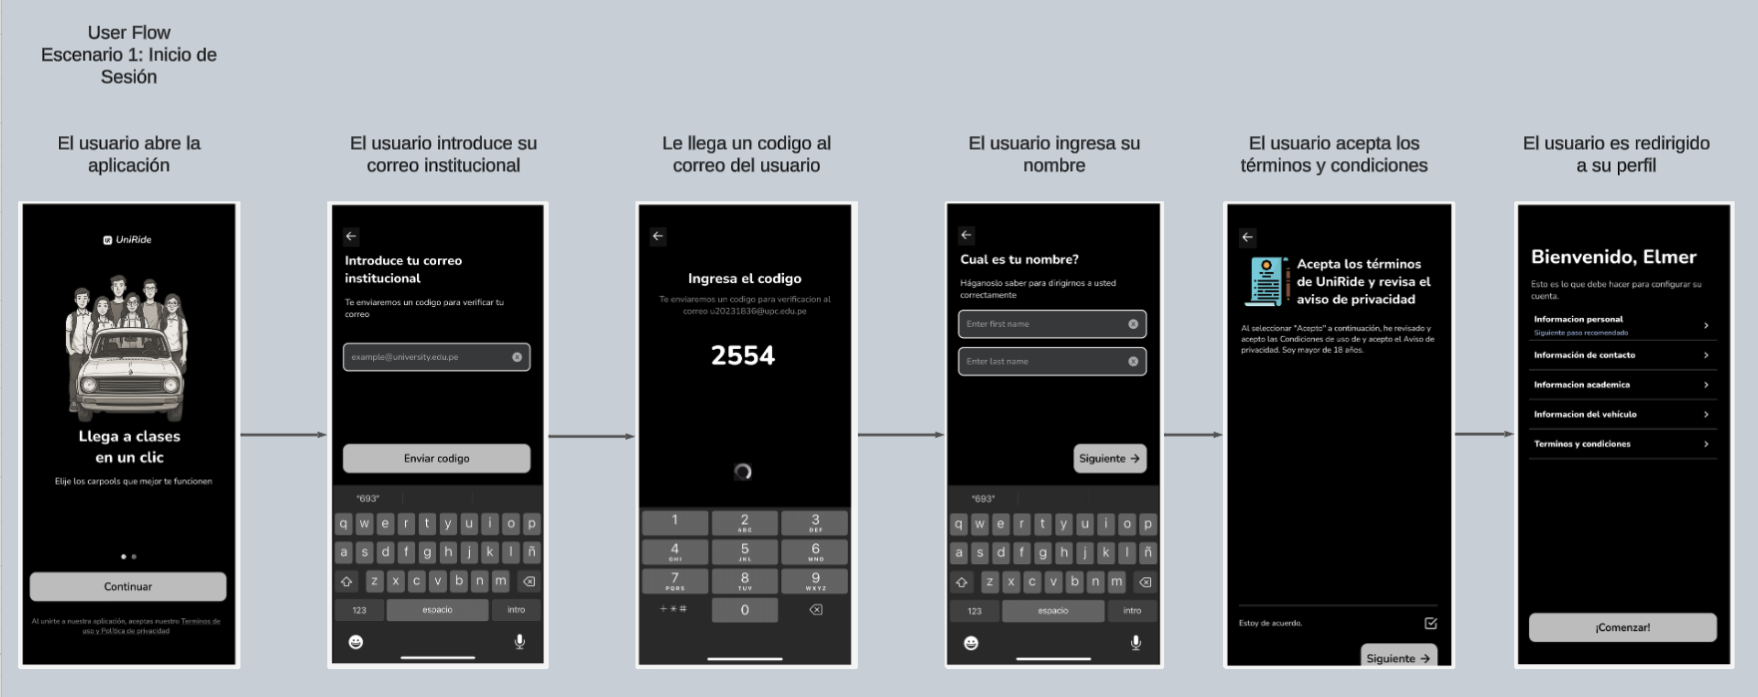 User Flow
Escenario 1: Inicio de
Sesión
El usuario abre la
aplicación
UR UniRide
Llega a clases
en un clic
Elije los carpools que mejor te funcionen
Continuar
Al unirte a nuestra aplicación, aceptas nuestro Terminos de
uso y Política de privacidad
El usuario introduce su
correo institucional
Introduce tu correo
institucional
Te enviaremos un codigo para verificar tu
correo
example@university.edu.pe
Enviar codigo
"693"
q w e r t y u i o p
a s d f g h j k l ñ
z x c v b n m
123 espacio intro
Le llega un codigo al
correo del usuario
Ingresa el codigo
Te enviaremos un codigo para verificacion al
correo u20231836@upc.edu.pe
2554
1 2 3
ABC DEF
4 5 6
GHI JKL MNO
7 8 9
PQRS TUV WXYZ
+*# 0
El usuario ingresa su
nombre
Cual es tu nombre?
Háganoslo saber para dirigirnos a usted
correctamente
Enter first name
Enter last name
Siguiente →
"693"
q w e r t y u i o p
a s d f g h j k l ñ
z x c v b n m
123 espacio intro
El usuario acepta los
términos y condiciones
Acepta los términos
de UniRide y revisa el
aviso de privacidad
Al seleccionar "Acepto" a continuación, he revisado y
acepto las Condiciones de uso de y acepto el Aviso de
privacidad. Soy mayor de 18 años.
Estoy de acuerdo.
Siguiente →
El usuario es redirigido
a su perfil
Bienvenido, Elmer
Esto es lo que debe hacer para configurar su
cuenta.
Informacion personal
Siguiente paso recomendado
Información de contacto
Informacion academica
Informacion del vehículo
Terminos y condiciones
¡Comenzar!